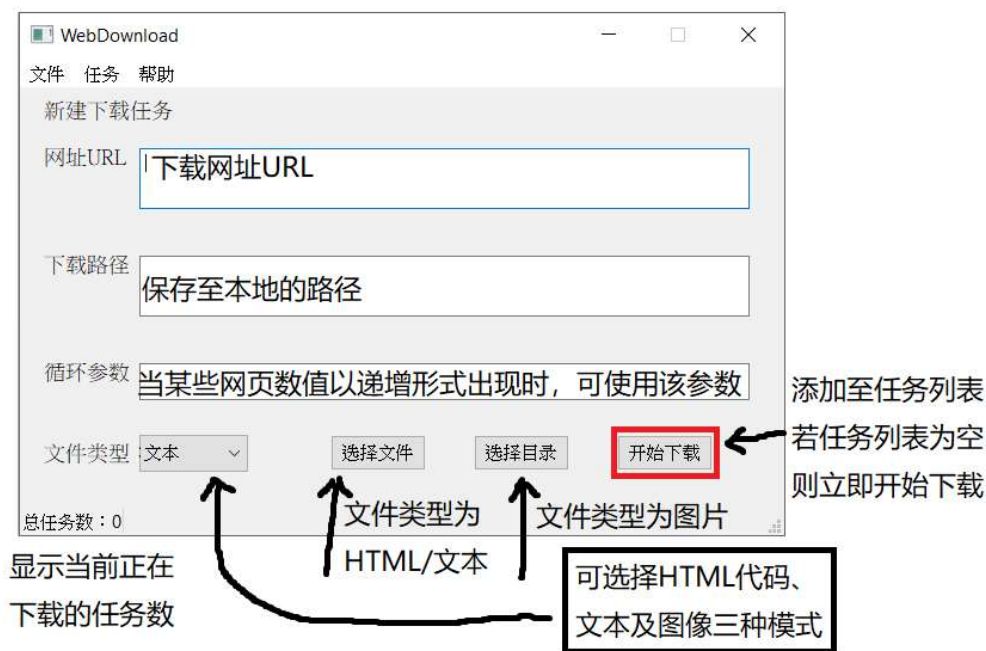 WebDownload
文件 任务 帮助
新建下载任务
网址URL
下载网址URL
下载路径
保存至本地的路径
循环参数
当某些网页数值以递增形式出现时，可使用该参数
文件类型
文本
选择文件
选择目录
开始下载
添加至任务列表
若任务列表为空
则立即开始下载
总任务数：0
文件类型为
HTML/文本
文件类型为图片
显示当前正在
下载的任务数
可选择HTML代码、
文本及图像三种模式